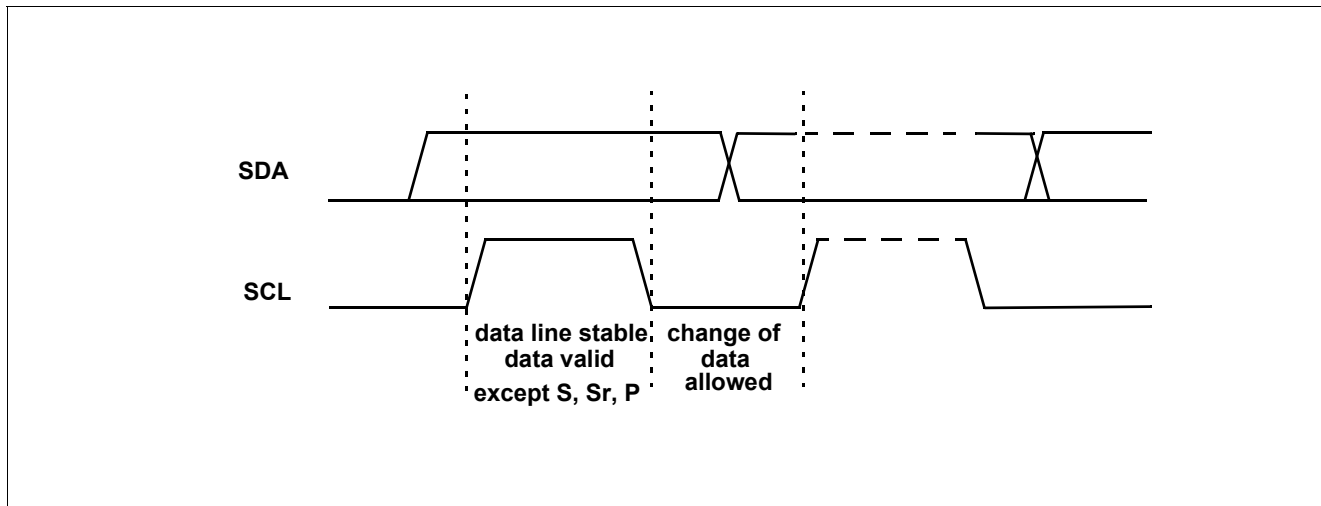 SDA
SCL
data line stable
data valid
except S, Sr, P
change of
data
allowed